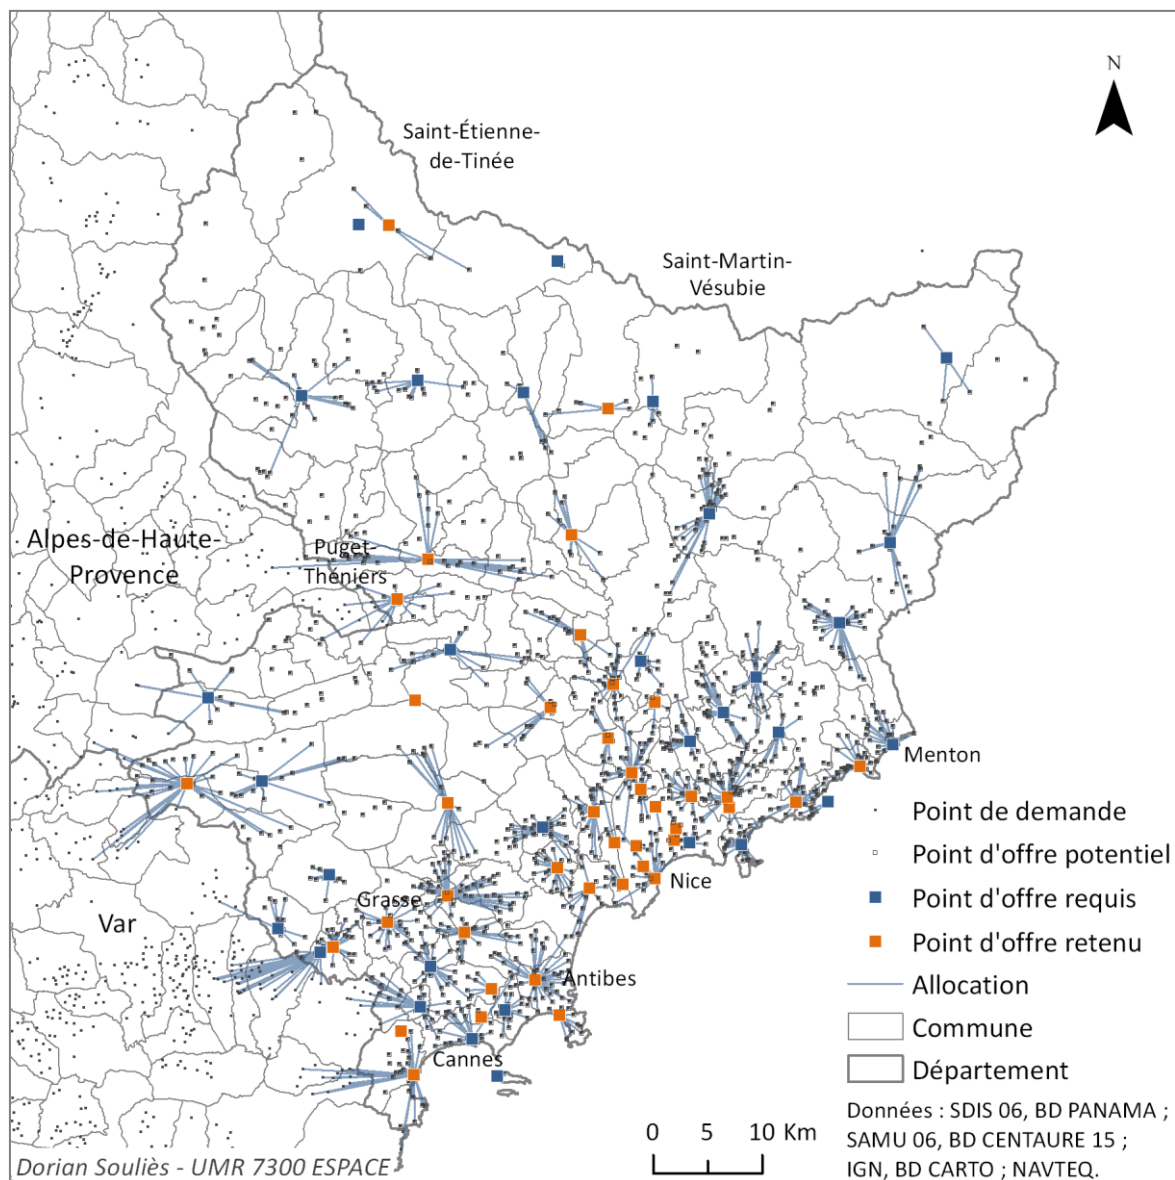 N
Saint-Étienne-
de-Tinée
Saint-Martin-
Vésubie
Alpes-de-Haute-
Provence
Puget-
Théniers
Menton
Nice
Grasse
Var
Antibes
Cannes
Point de demande
Point d'offre potentiel
Point d'offre requis
Point d'offre retenu
Allocation
Commune
Département
Données : SDIS 06, BD PANAMA ;
SAMU 06, BD CENTAURE 15 ;
IGN, BD CARTO ; NAVTEQ.
0 5 10 Km
Dorian Souliès - UMR 7300 ESPACE